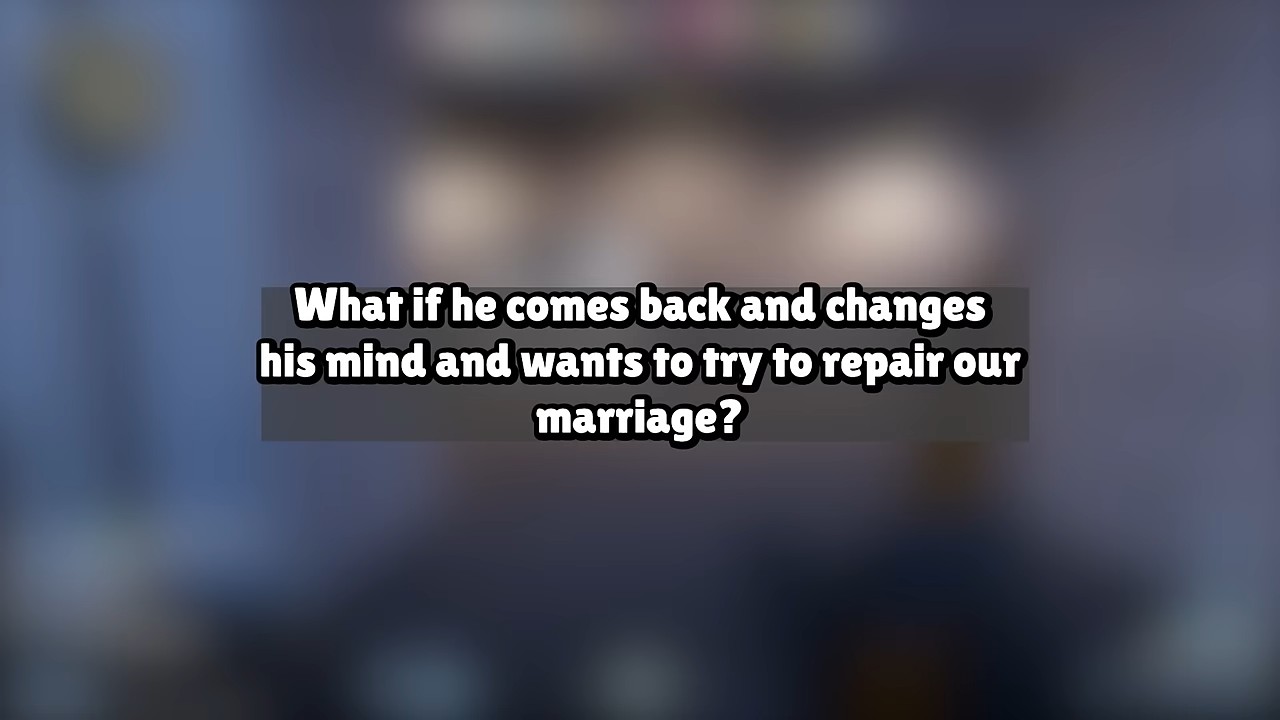 What if he comes back and changes
his mind and wants to try to repair our
marriage?